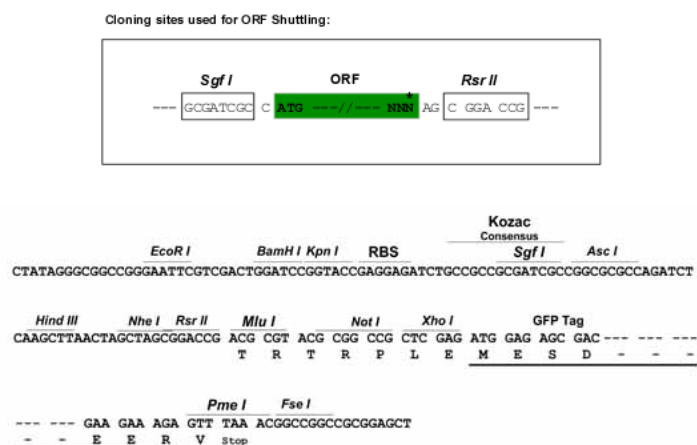 Cloning sites used for ORF Shuttling:
Sgf I ORF Rsr II
*
--- GCGATCGC C ATG ---//--- NNN AG C GGA CCG ---
Kozac
Consensus
EcoR I BamH I Kpn I RBS Sgf I Asc I
CTATAGGGCGGCCGGGAATTCGTCGACTGGATCCGGTACCGAGGAGATCTGCCGCCGCGATCGCCGGCGCGCCAGATCT
Hind III Nhe I Rsr II Mlu I Not I Xho I GFP Tag
CAAGCTTAACTAGCTAGCGGACCG ACG CGT ACG CGG CCG CTC GAG ATG GAG AGC GAC --- --- ---
T R T R P L E M E S D - - -
Pme I Fse I
--- --- GAA GAA AGA GTT TAA ACGGCCGGCCGCGGAGCT
- - E E R V Stop